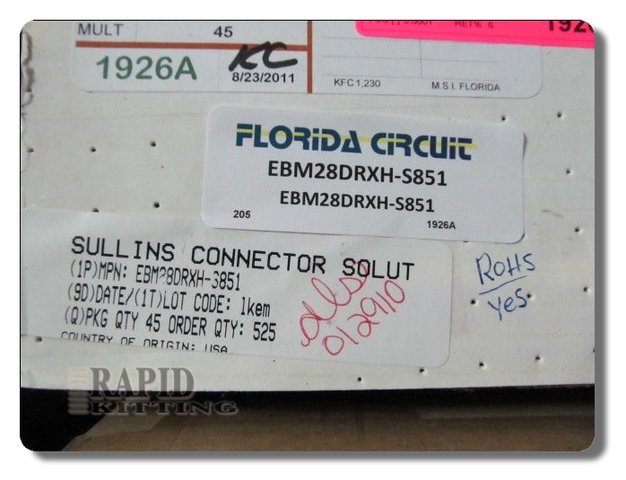 MULT 45
1926A
KC
8/23/2011
RET% 6
KFC 1,230 M.S.I. FLORIDA
FLORIDA CIRCUIT
EBM28DRXH-S851
EBM28DRXH-S851
205 1926A
SULLINS CONNECTOR SOLUT
(1P)MPN: EBM28DRXH-S851
(9D)DATE/(1T)LOT CODE: 1kem
(Q)PKG QTY 45 ORDER QTY: 525
COUNTRY OF ORIGIN: USA
012910
ROHS
Yes
RAPID
KITTING